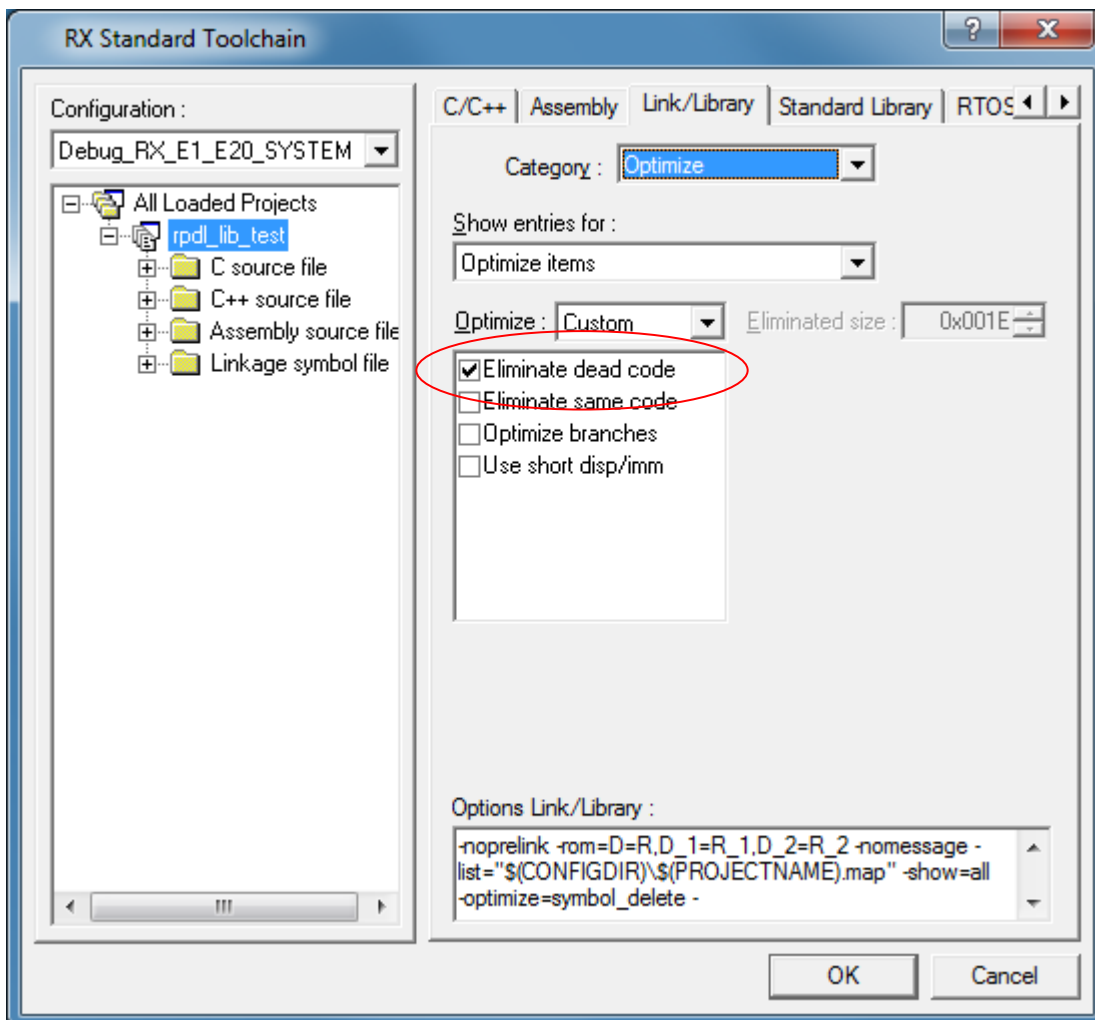 RX Standard Toolchain
Configuration :
Debug_RX_E1_E20_SYSTEM
All Loaded Projects
rpdl_lib_test
C source file
C++ source file
Assembly source file
Linkage symbol file
C/C++ Assembly Link/Library Standard Library RTOS
Category : Optimize
Show entries for :
Optimize items
Optimize : Custom Eliminated size : 0x001E
Eliminate dead code
Eliminate same code
Optimize branches
Use short disp/imm
Options Link/Library :
-noprelink -rom=D=R,D_1=R_1,D_2=R_2 -nomessage -
list="$(CONFIGDIR)\$(PROJECTNAME).map" -show=all
-optimize=symbol_delete -
OK Cancel